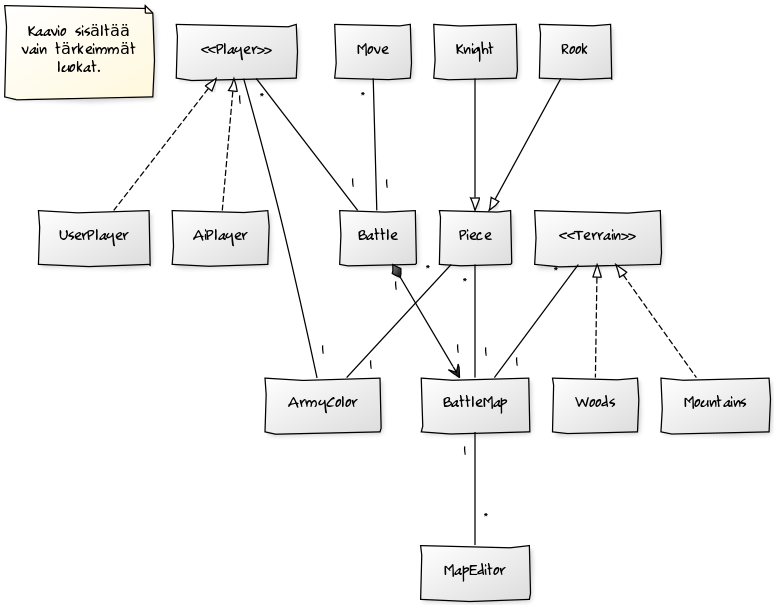 Kaavio sisältää
vain tärkeimmät
luokat.
<<Player>>
Move
Knight
Rook
1
*
*
1
1
UserPlayer
AiPlayer
Battle
Piece
<<Terrain>>
*
*
*
1
1
1
1
1
1
ArmyColor
BattleMap
Woods
Mountains
1
*
MapEditor